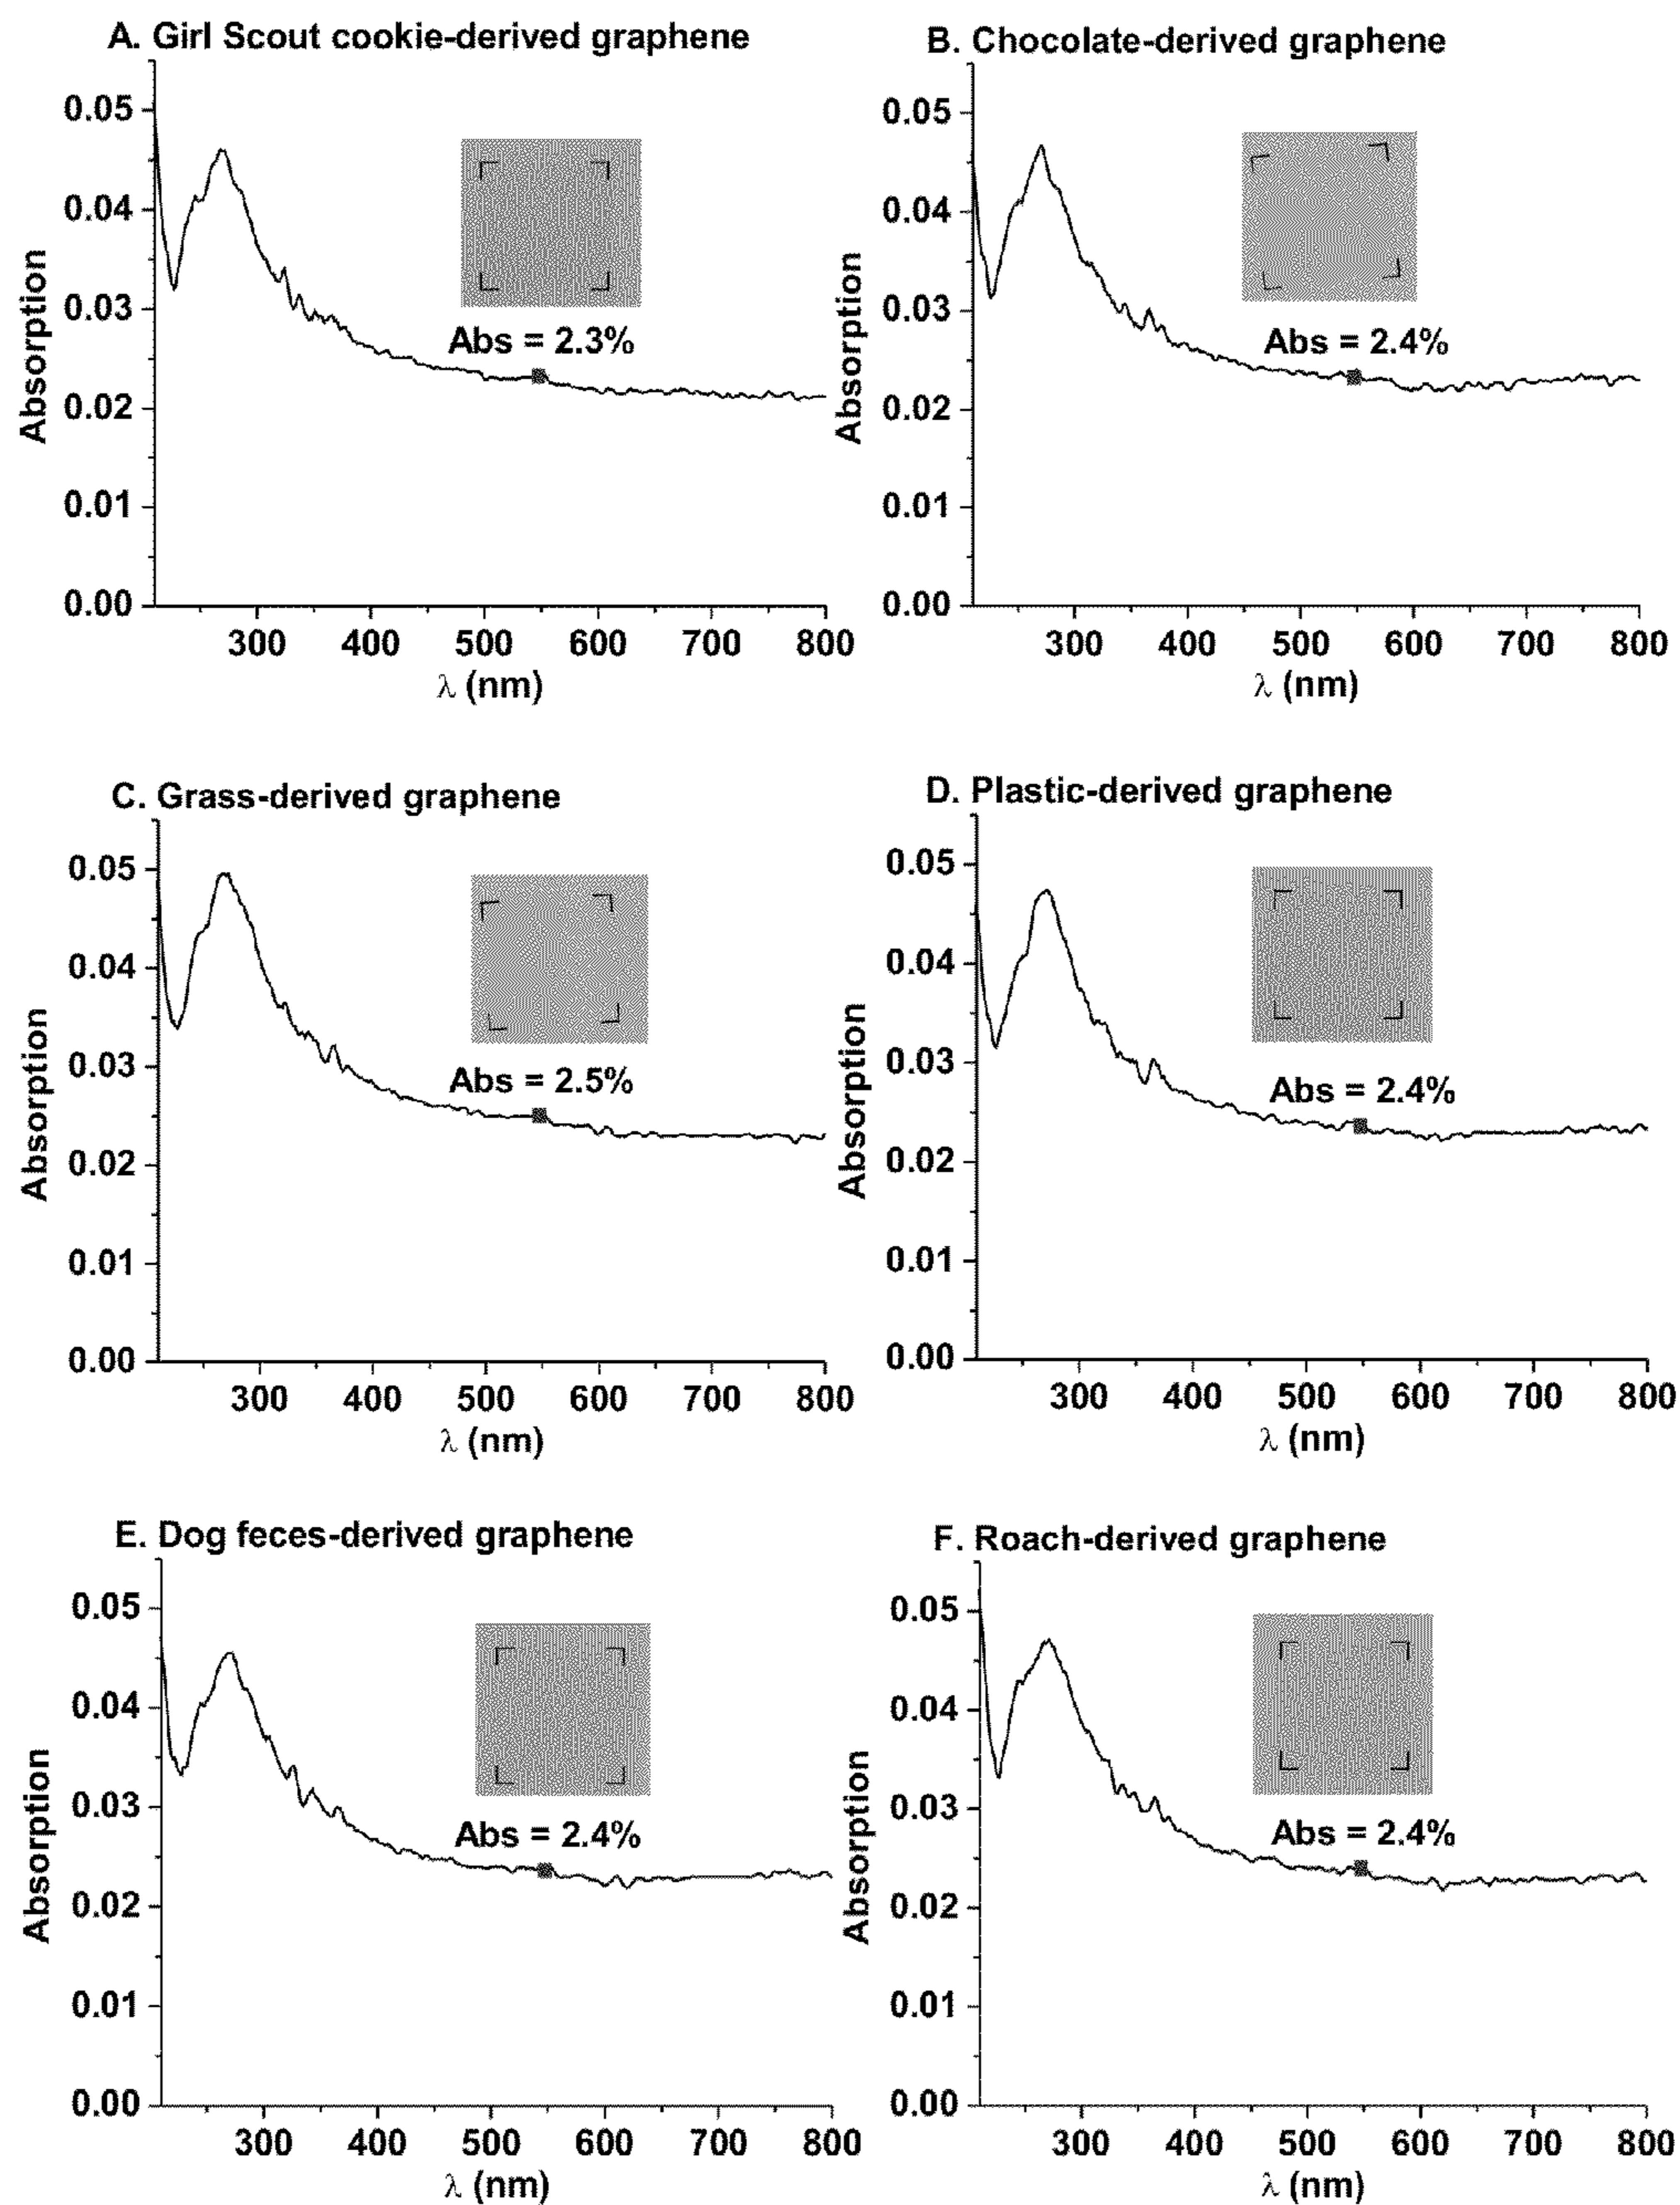 A. Girl Scout cookie-derived graphene
0.05
0.04
0.03
0.02
0.01
0.00
Absorption
Abs = 2.3%
300 400 500 600 700 800
λ (nm)
B. Chocolate-derived graphene
0.05
0.04
0.03
0.02
0.01
0.00
Absorption
Abs = 2.4%
300 400 500 600 700 800
λ (nm)
C. Grass-derived graphene
0.05
0.04
0.03
0.02
0.01
0.00
Absorption
Abs = 2.5%
300 400 500 600 700 800
λ (nm)
D. Plastic-derived graphene
0.05
0.04
0.03
0.02
0.01
0.00
Absorption
Abs = 2.4%
300 400 500 600 700 800
λ (nm)
E. Dog feces-derived graphene
0.05
0.04
0.03
0.02
0.01
0.00
Absorption
Abs = 2.4%
300 400 500 600 700 800
λ (nm)
F. Roach-derived graphene
0.05
0.04
0.03
0.02
0.01
0.00
Absorption
Abs = 2.4%
300 400 500 600 700 800
λ (nm)